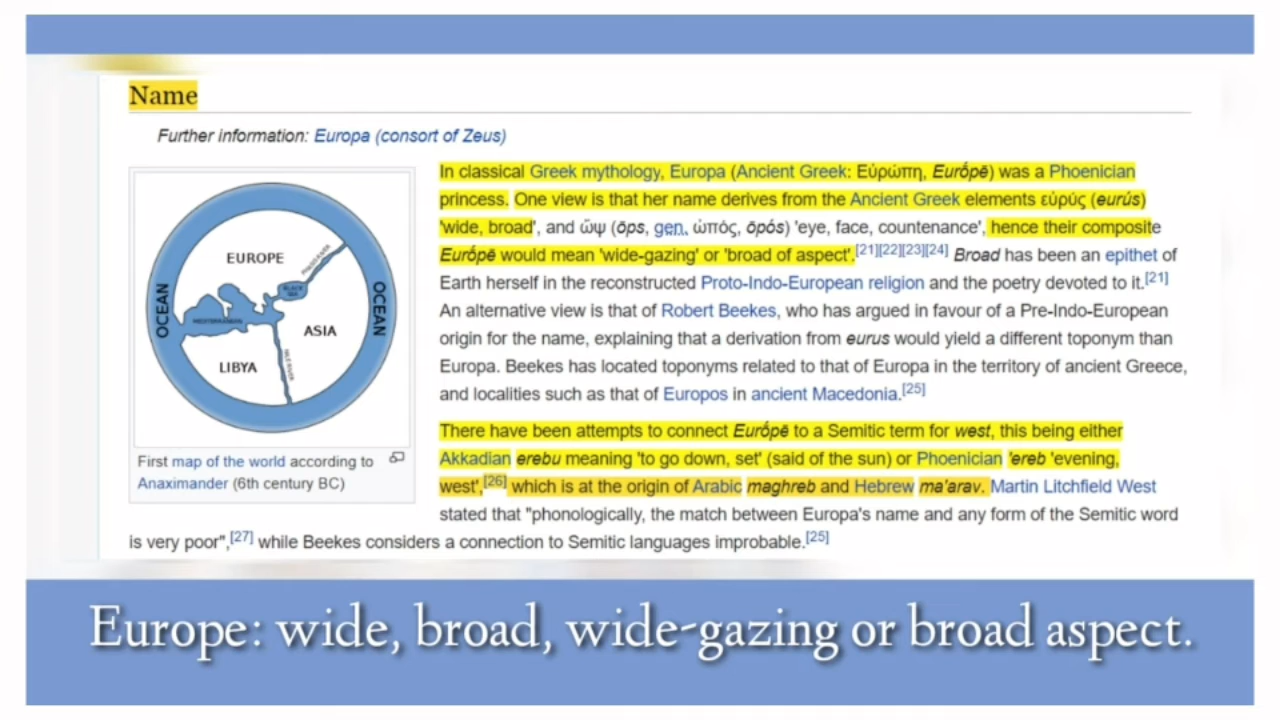 Name
Further information: Europa (consort of Zeus)
In classical Greek mythology, Europa (Ancient Greek: Εὐρώπη, Eurṓpē) was a Phoenician
princess. One view is that her name derives from the Ancient Greek elements εὐρύς (eurús)
'wide, broad', and ὤψ (ōps, gen. ὠπός, ōpós) 'eye, face, countenance', hence their composite
Eurṓpē would mean 'wide-gazing' or 'broad of aspect'.[21][22][23][24] Broad has been an epithet of
Earth herself in the reconstructed Proto-Indo-European religion and the poetry devoted to it.[21]
An alternative view is that of Robert Beekes, who has argued in favour of a Pre-Indo-European
origin for the name, explaining that a derivation from eurus would yield a different toponym than
Europa. Beekes has located toponyms related to that of Europa in the territory of ancient Greece,
and localities such as that of Europos in ancient Macedonia.[25]
There have been attempts to connect Eurṓpē to a Semitic term for west, this being either
Akkadian erebu meaning 'to go down, set' (said of the sun) or Phoenician 'ereb 'evening,
west',[26] which is at the origin of Arabic maghreb and Hebrew ma'arav. Martin Litchfield West
stated that "phonologically, the match between Europa's name and any form of the Semitic word
is very poor",[27] while Beekes considers a connection to Semitic languages improbable.[25]
EUROPE
OCEAN
BLACK
SEA
MEDITERRANEAN
OCEAN
ASIA
LIBYA
NILE RIVER
First map of the world according to
Anaximander (6th century BC)
Europe: wide, broad, wide-gazing or broad aspect.